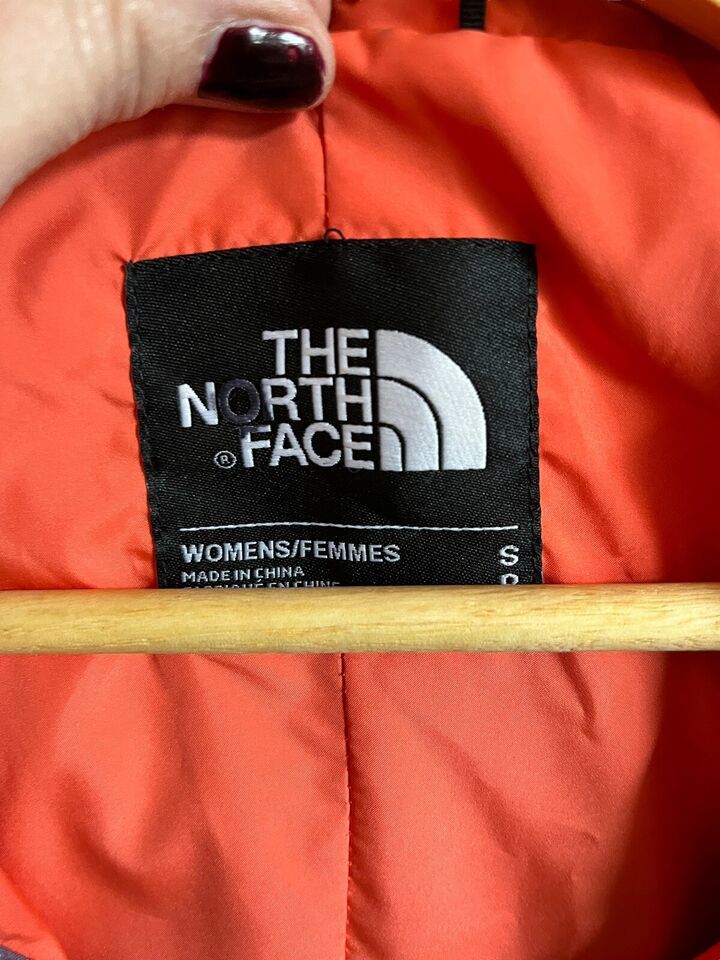 THE
NORTH
® FACE
WOMENS/FEMMES S
MADE IN CHINA